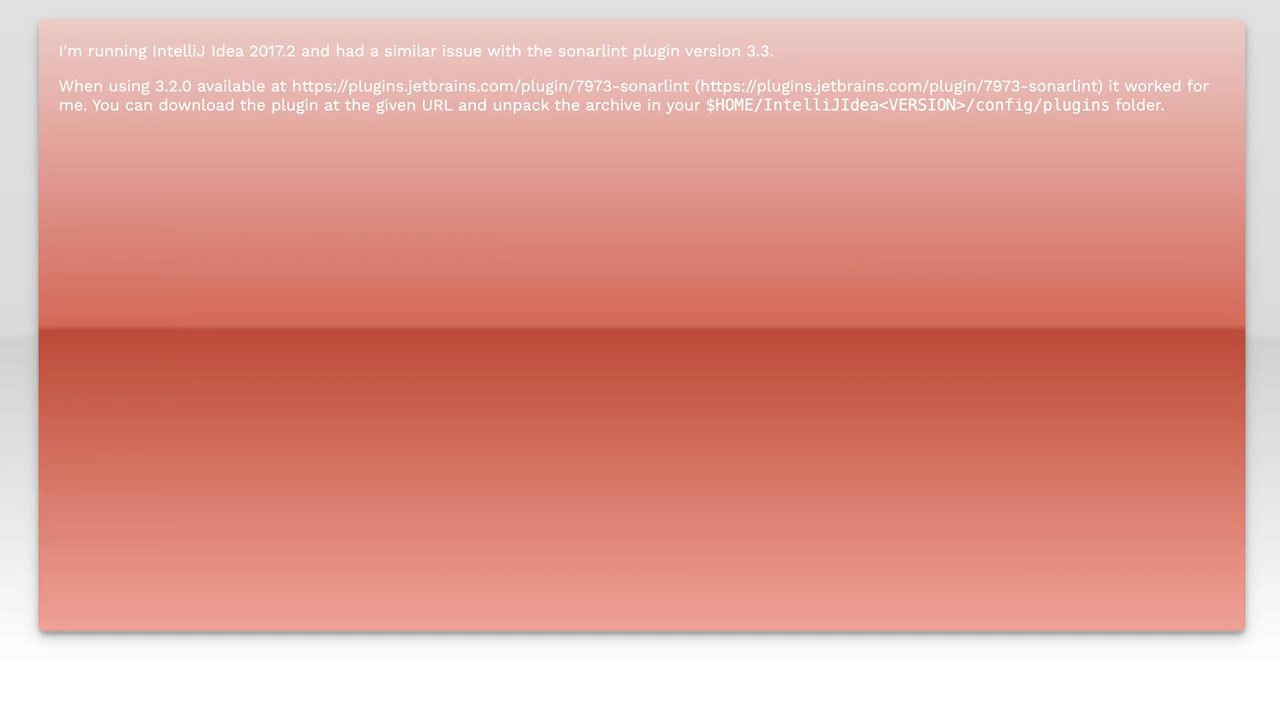 I'm running IntelliJ Idea 2017.2 and had a similar issue with the sonarlint plugin version 3.3.
When using 3.2.0 available at https://plugins.jetbrains.com/plugin/7973-sonarlint (https://plugins.jetbrains.com/plugin/7973-sonarlint) it worked for
me. You can download the plugin at the given URL and unpack the archive in your $HOME/IntelliJIdea<VERSION>/config/plugins folder.